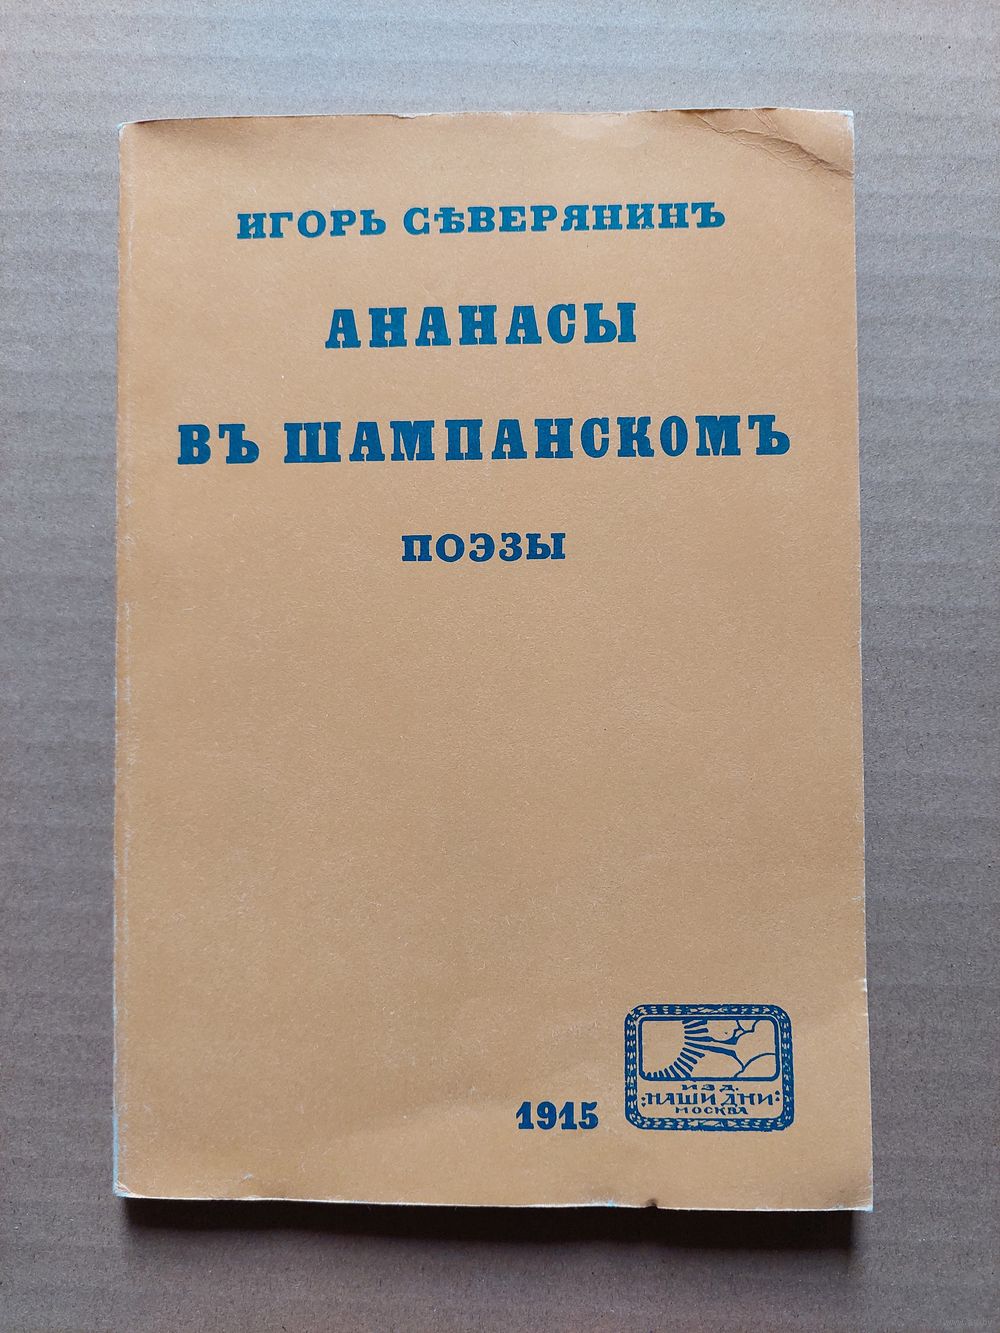 ИГОРЬ СѢВЕРЯНИНЪ
АНАНАСЫ
ВЪ ШАМПАНСКОМЪ
ПОЭЗЫ
1915
ИЗД.
"НАШИ ДНИ"
МОСКВА